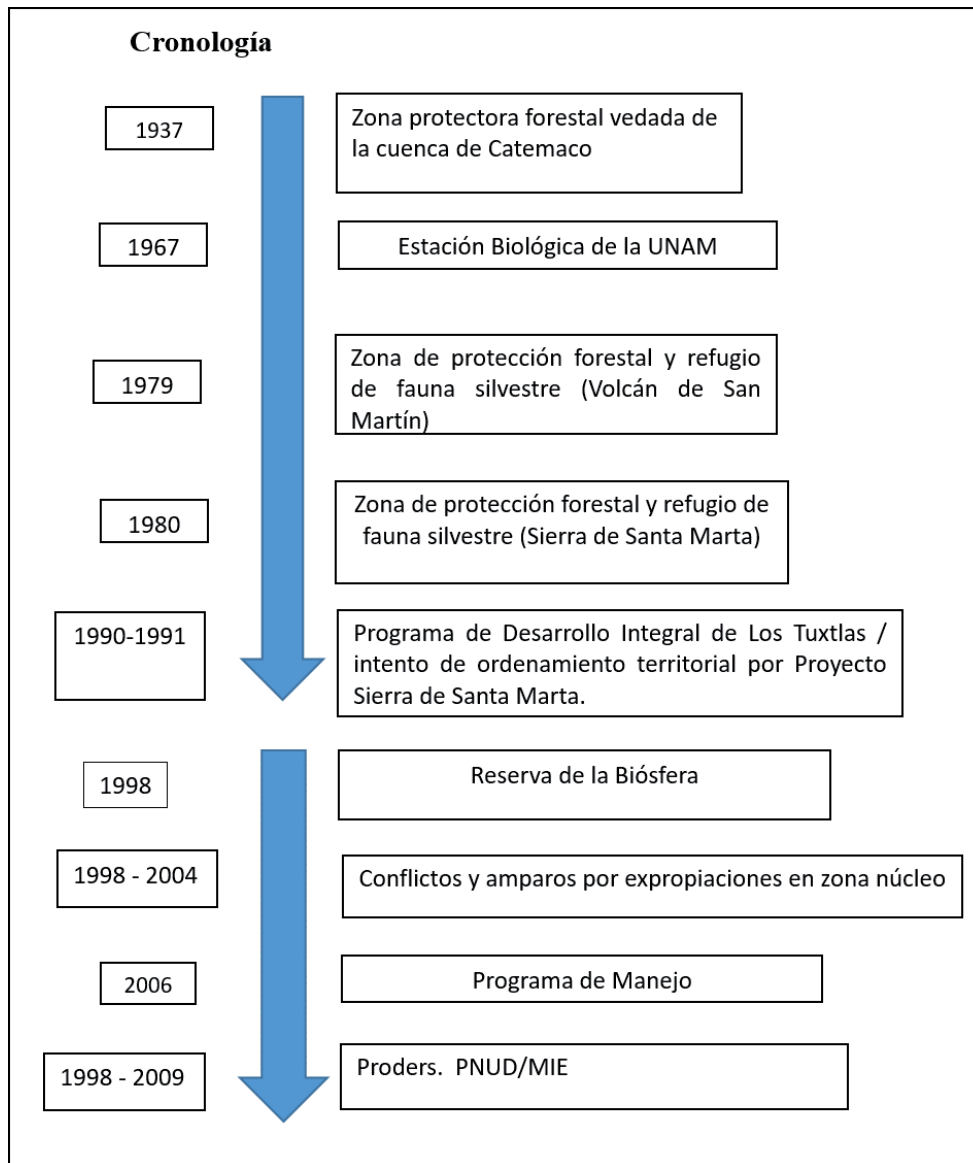 Cronología
1937
Zona protectora forestal vedada de
la cuenca de Catemaco
1967
Estación Biológica de la UNAM
1979
Zona de protección forestal y refugio
de fauna silvestre (Volcán de San
Martín)
1980
Zona de protección forestal y refugio de
fauna silvestre (Sierra de Santa Marta)
1990-1991
Programa de Desarrollo Integral de Los Tuxtlas /
intento de ordenamiento territorial por Proyecto
Sierra de Santa Marta.
1998
Reserva de la Biósfera
1998 - 2004
Conflictos y amparos por expropiaciones en zona núcleo
2006
Programa de Manejo
1998 - 2009
Proders. PNUD/MIE